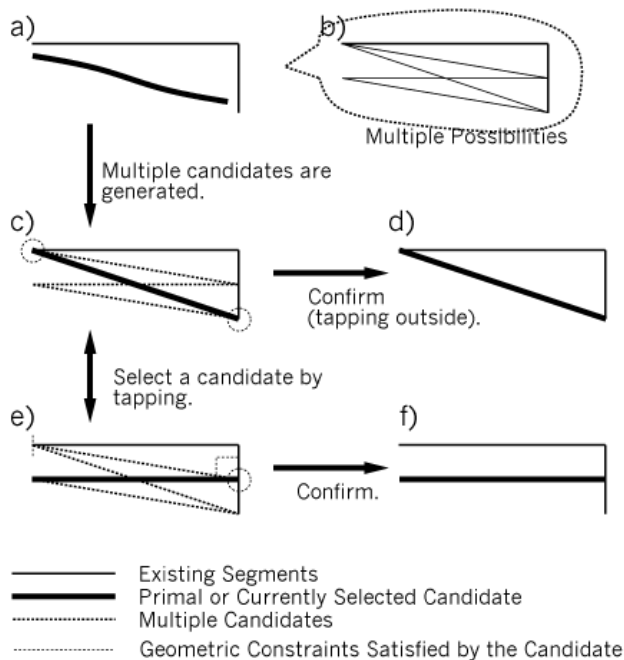 a)
b)
Multiple Possibilities
Multiple candidates are
generated.
c)
d)
Confirm
(tapping outside).
Select a candidate by
tapping.
e)
f)
Confirm.
Existing Segments
Primal or Currently Selected Candidate
Multiple Candidates
Geometric Constraints Satisfied by the Candidate